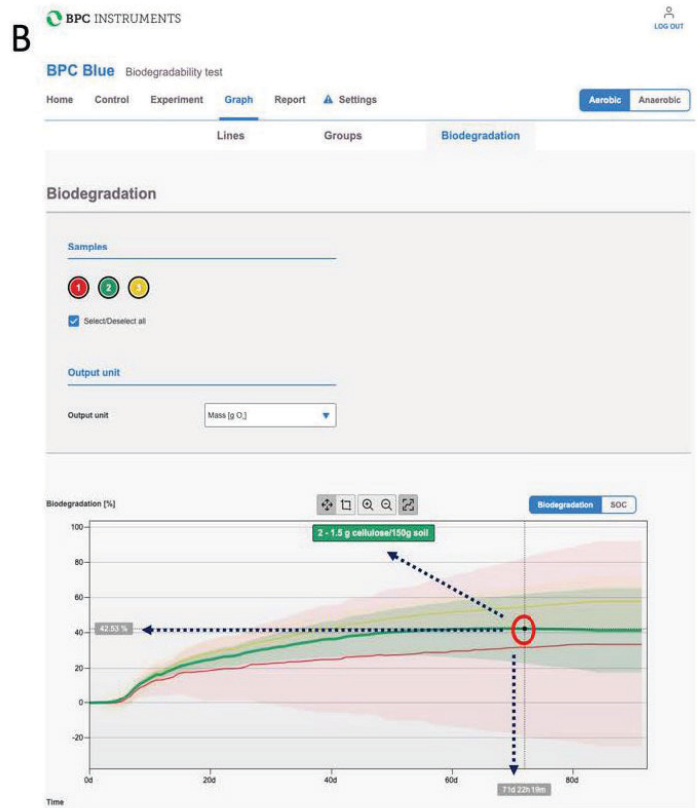 B
BPC INSTRUMENTS
LOG OUT
BPC Blue Biodegradability test
Home Control Experiment Graph Report Settings Aerobic Anaerobic
Lines Groups Biodegradation
Biodegradation
Samples
1 2 3
Select/Deselect all
Output unit
Output unit Mass [g O₂]
Biodegradation [%]
Biodegradation SOC
2 - 1.5 g cellulose/150g soil
100
80
60
42.53 %
40
20
0
-20
0d 20d 40d 60d 80d
71d 22h 19m
Time